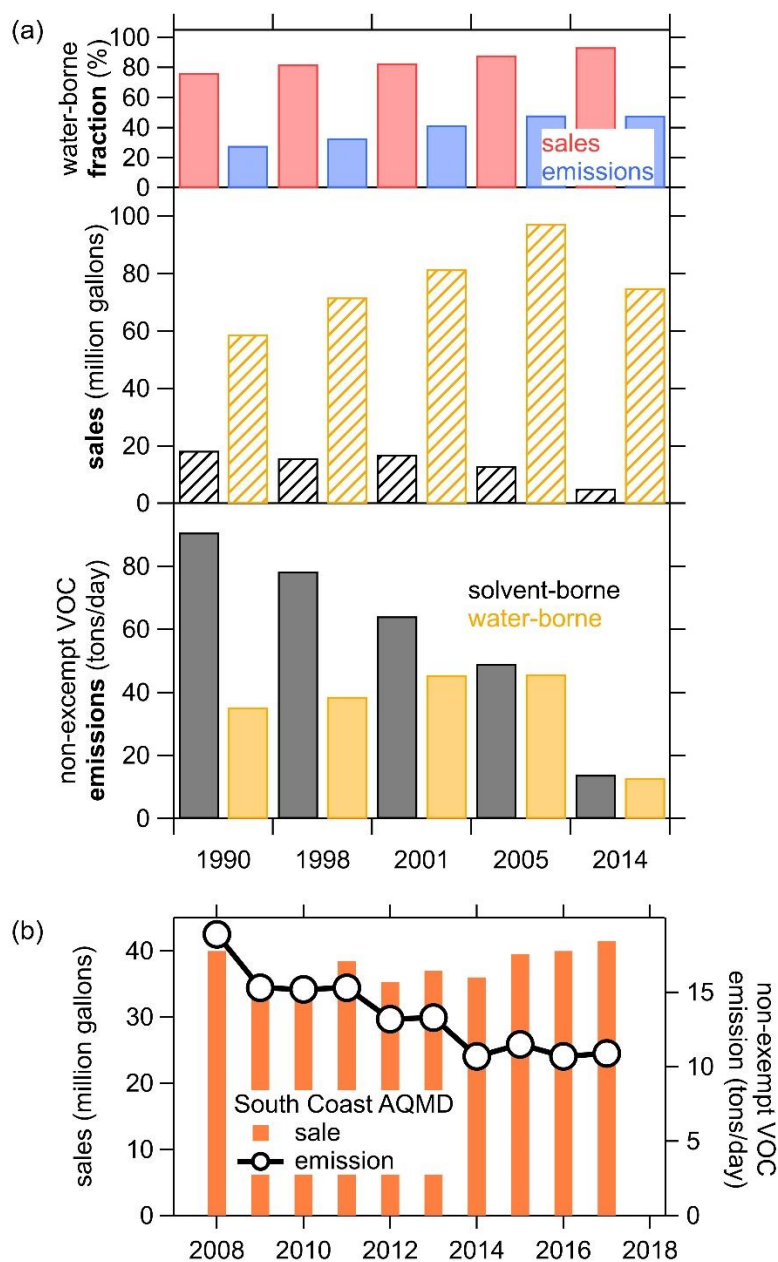 (a)
water-borne
fraction (%)
100
80
60
40
20
0
sales
emissions
sales (million gallons)
100
80
60
40
20
0
non-excempt VOC
emissions (tons/day)
80
60
40
20
0
solvent-borne
water-borne
1990 1998 2001 2005 2014
(b)
sales (million gallons)
40
30
20
10
0
South Coast AQMD
sale
emission
15
10
5
0
non-exempt VOC
emission (tons/day)
2008 2010 2012 2014 2016 2018